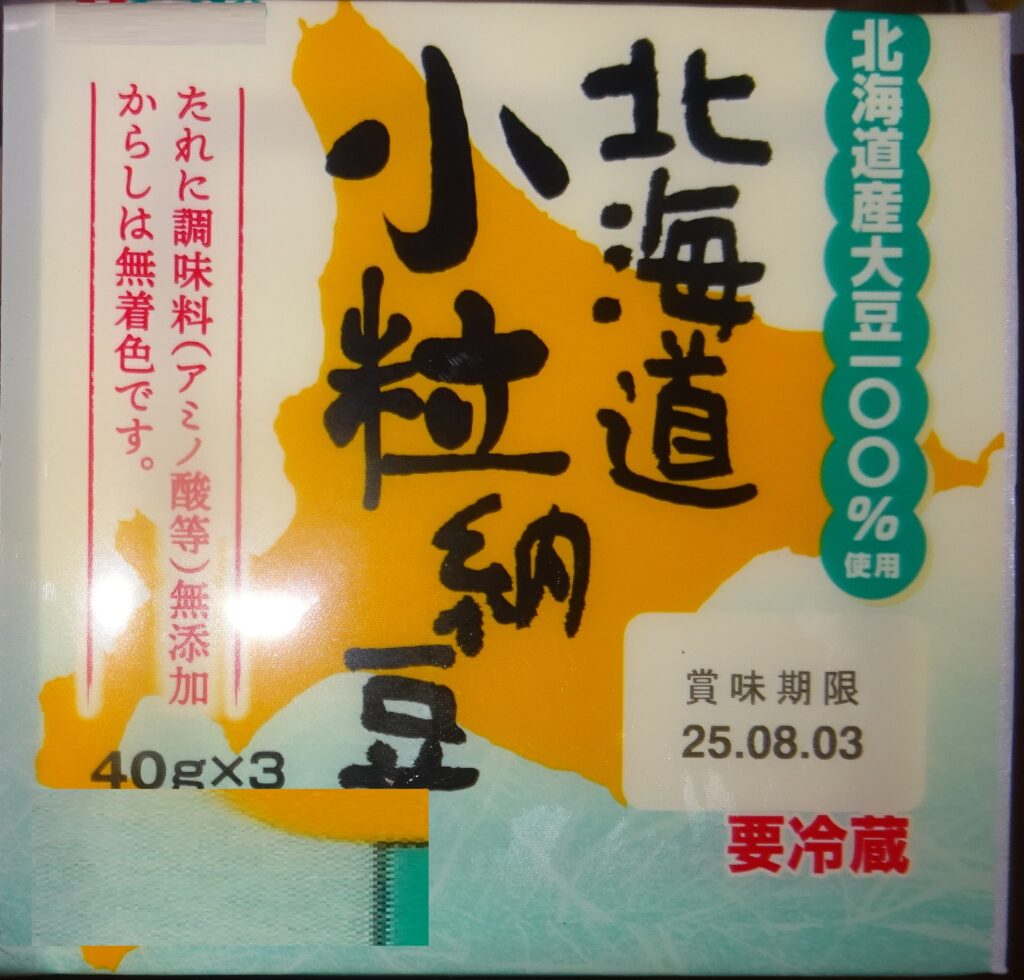 北海道産大豆一〇〇%使用
北海道
小粒納豆
たれに調味料(アミノ酸等)無添加
からしは無着色です。
40g×3
賞味期限
25.08.03
要冷蔵